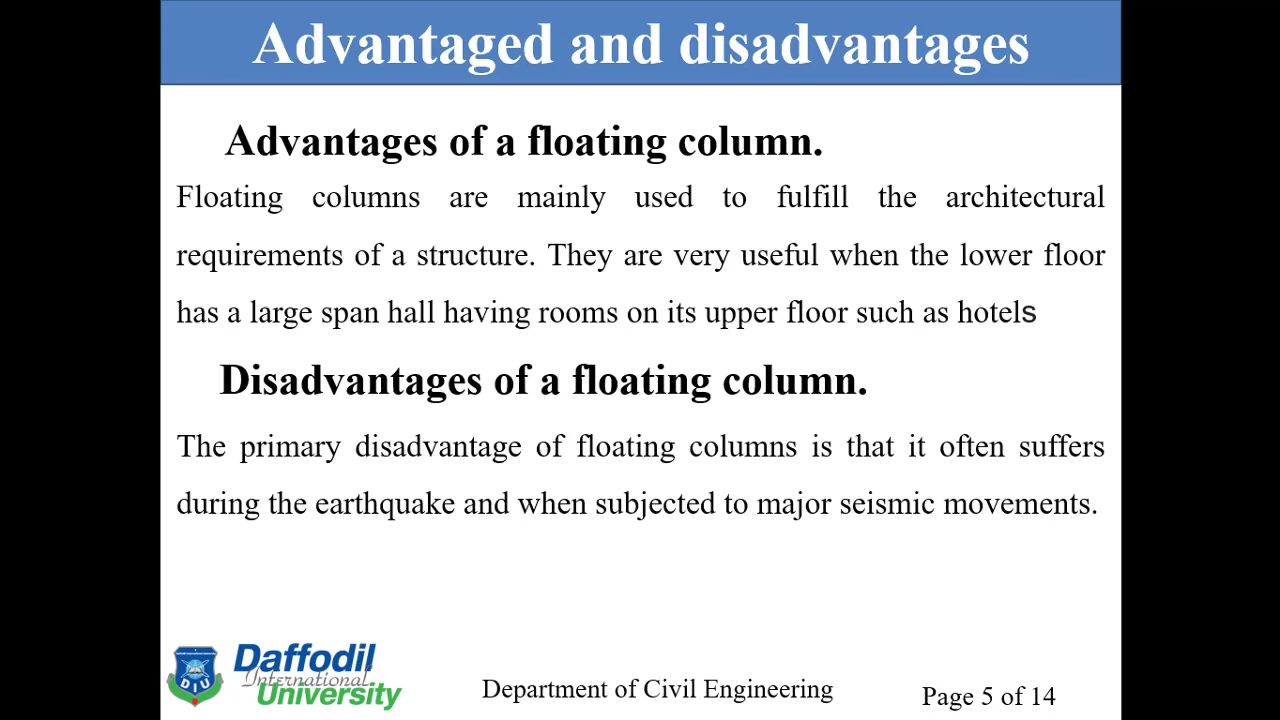 Advantaged and disadvantages
Advantages of a floating column.
Floating columns are mainly used to fulfill the architectural
requirements of a structure. They are very useful when the lower floor
has a large span hall having rooms on its upper floor such as hotels
Disadvantages of a floating column.
The primary disadvantage of floating columns is that it often suffers
during the earthquake and when subjected to major seismic movements.
DIU
Daffodil
International
University
Department of Civil Engineering
Page 5 of 14